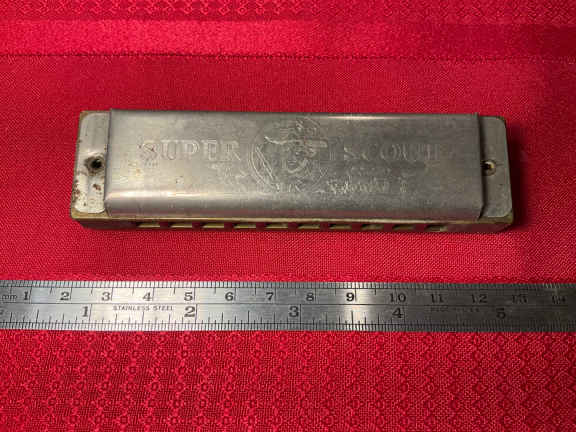 SUPER SCOUT
mm 1 2 3 4 5 6 7 8 9 10 11 12 13 14
STAINLESS STEEL
1 2 3 4 5